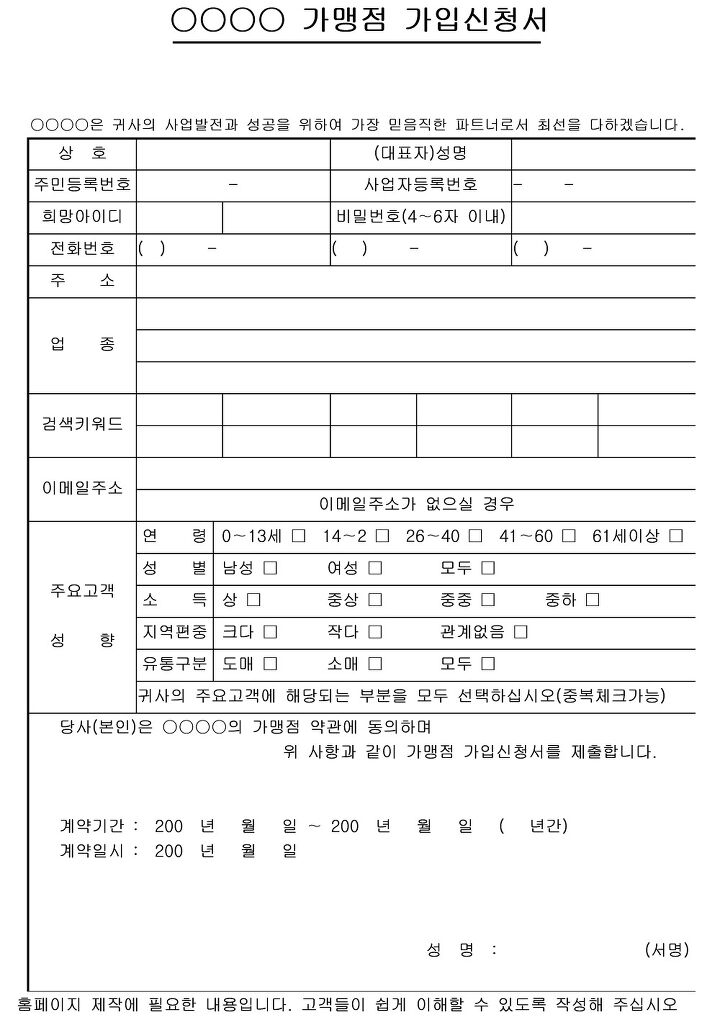 ○○○○ 가맹점 가입신청서
○○○○은 귀사의 사업발전과 성공을 위하여 가장 믿음직한 파트너로서 최선을 다하겠습니다.
상 호 (대표자)성명
주민등록번호 - 사업자등록번호 - -
희망아이디 비밀번호(4~6자 이내)
전화번호 ( ) - ( ) - ( ) -
주 소
업 종
검색키워드
이메일주소
이메일주소가 없으실 경우
주요고객
성 향
연 령 0~13세 □ 14~2 □ 26~40 □ 41~60 □ 61세이상 □
성 별 남성 □ 여성 □ 모두 □
소 득 상 □ 중상 □ 중중 □ 중하 □
지역편중 크다 □ 작다 □ 관계없음 □
유통구분 도매 □ 소매 □ 모두 □
귀사의 주요고객에 해당되는 부분을 모두 선택하십시오(중복체크가능)
당사(본인)은 ○○○○의 가맹점 약관에 동의하며
위 사항과 같이 가맹점 가입신청서를 제출합니다.
계약기간 : 200 년 월 일 ~ 200 년 월 일 ( 년간)
계약일시 : 200 년 월 일
성 명 : (서명)
홈페이지 제작에 필요한 내용입니다. 고객들이 쉽게 이해할 수 있도록 작성해 주십시오